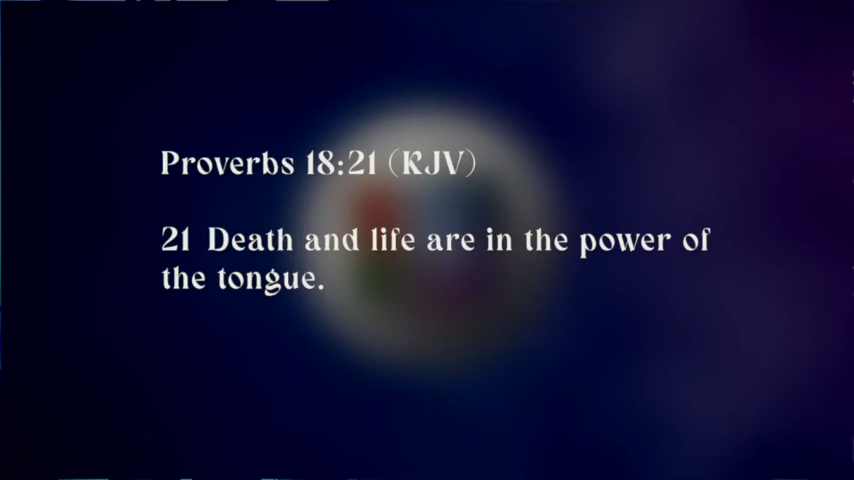 Proverbs 18:21 (KJV)
21 Death and life are in the power of
the tongue.